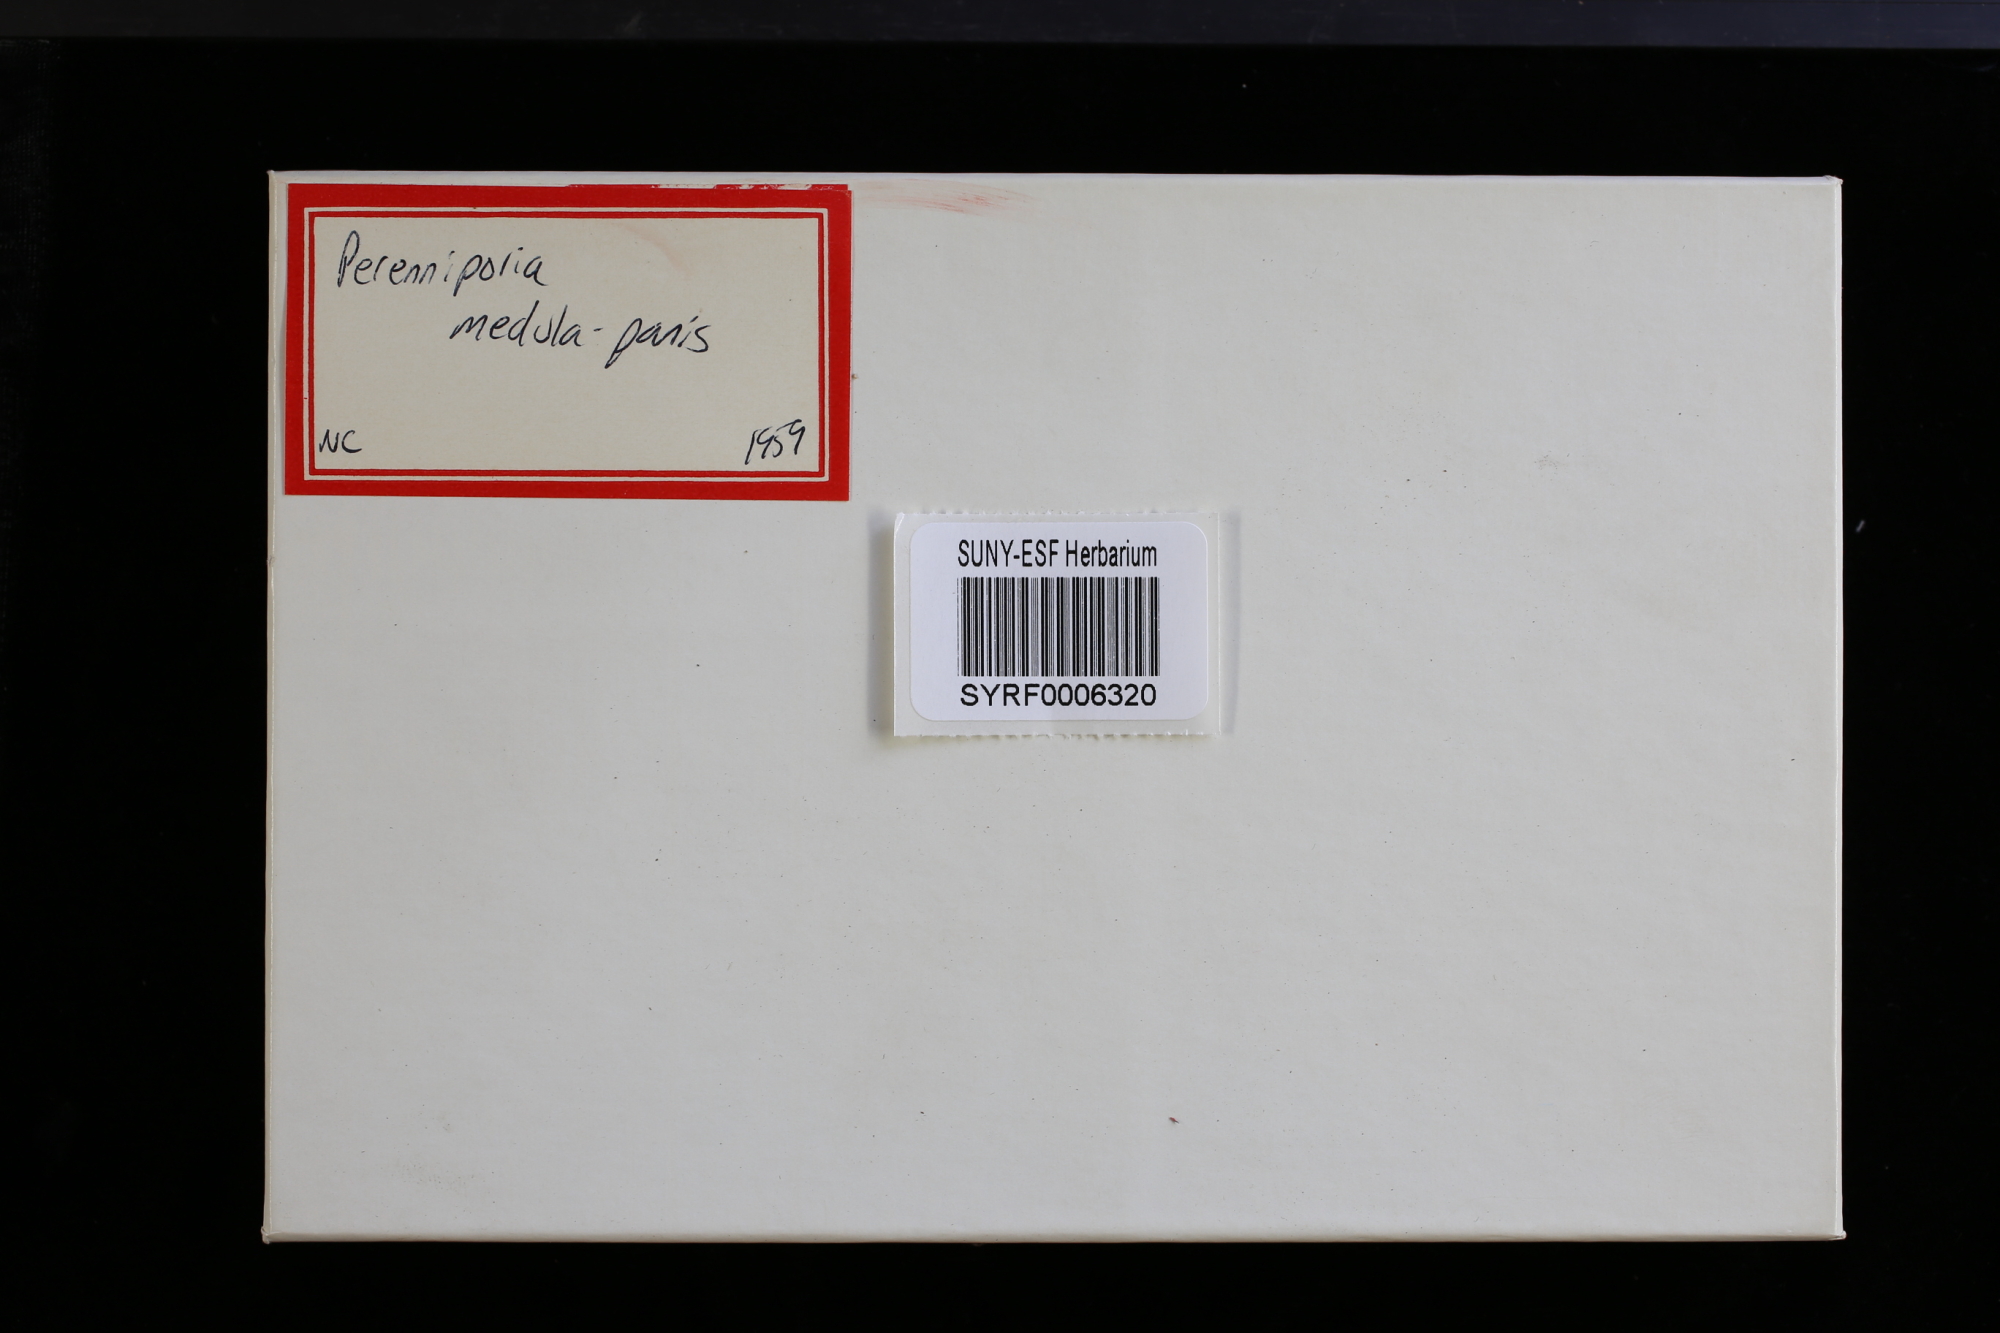 Perenniporia
medula-panis
NC
1959
SUNY-ESF Herbarium
SYRF0006320